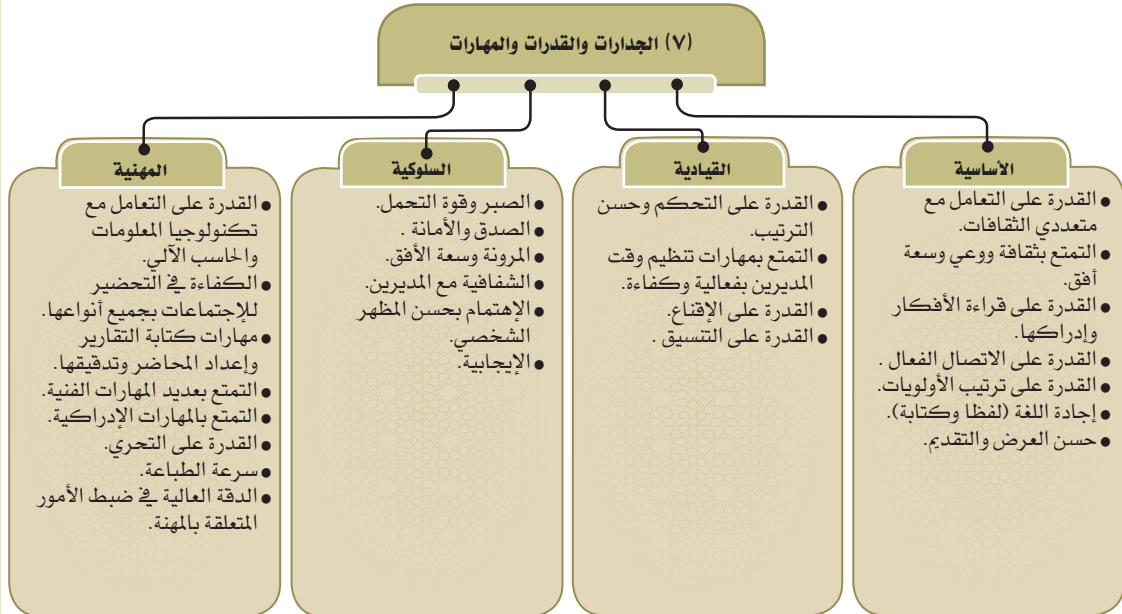 (٧) الجدارات والقدرات والمهارات
الأساسية
● القدرة على التعامل مع
متعددي الثقافات.
● التمتع بثقافة ووعي وسعة
أفق.
● القدرة على قراءة الأفكار
وإدراكها.
● القدرة على الاتصال الفعال .
● القدرة على ترتيب الأولويات.
● إجادة اللغة (لفظا وكتابة).
● حسن العرض والتقديم.
القيادية
● القدرة على التحكم وحسن
الترتيب.
● التمتع بمهارات تنظيم وقت
المديرين بفعالية وكفاءة.
● القدرة على الإقناع.
● القدرة على التنسيق .
السلوكية
● الصبر وقوة التحمل.
● الصدق والأمانة .
● المرونة وسعة الأفق.
● الشفافية مع المديرين.
● الإهتمام بحسن المظهر
الشخصي.
● الإيجابية.
المهنية
● القدرة على التعامل مع
تكنولوجيا المعلومات
والحاسب الآلي.
● الكفاءة في التحضير
للإجتماعات بجميع أنواعها.
● مهارات كتابة التقارير
وإعداد المحاضر وتدقيقها.
● التمتع بعديد المهارات الفنية.
● التمتع بالمهارات الإدراكية.
● القدرة على التحري.
● سرعة الطباعة.
● الدقة العالية في ضبط الأمور
المتعلقة بالمهنة.